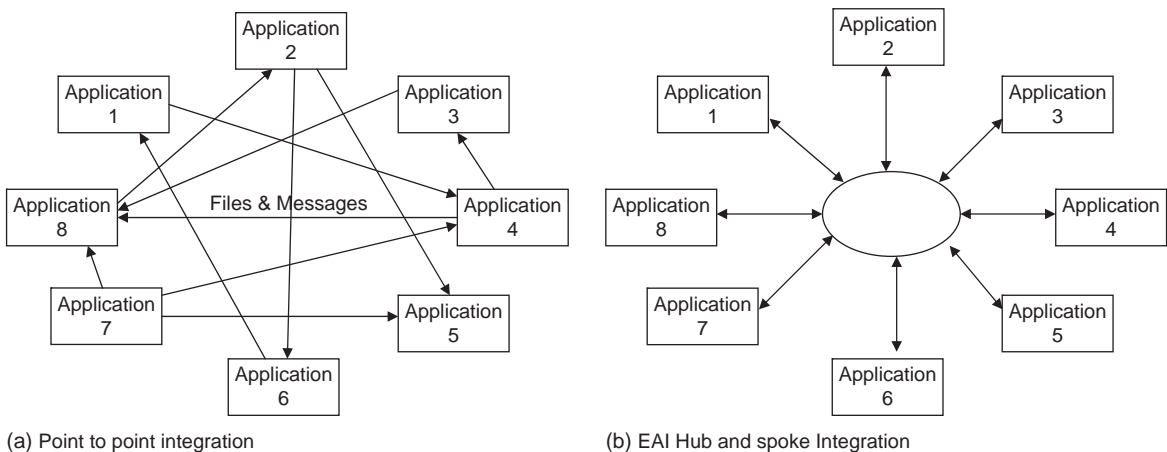 Application
2
Application
1
Application
3
Application
8
Files & Messages
Application
4
Application
7
Application
5
Application
6
(a) Point to point integration
Application
2
Application
1
Application
3
Application
8
Application
4
Application
7
Application
5
Application
6
(b) EAI Hub and spoke Integration